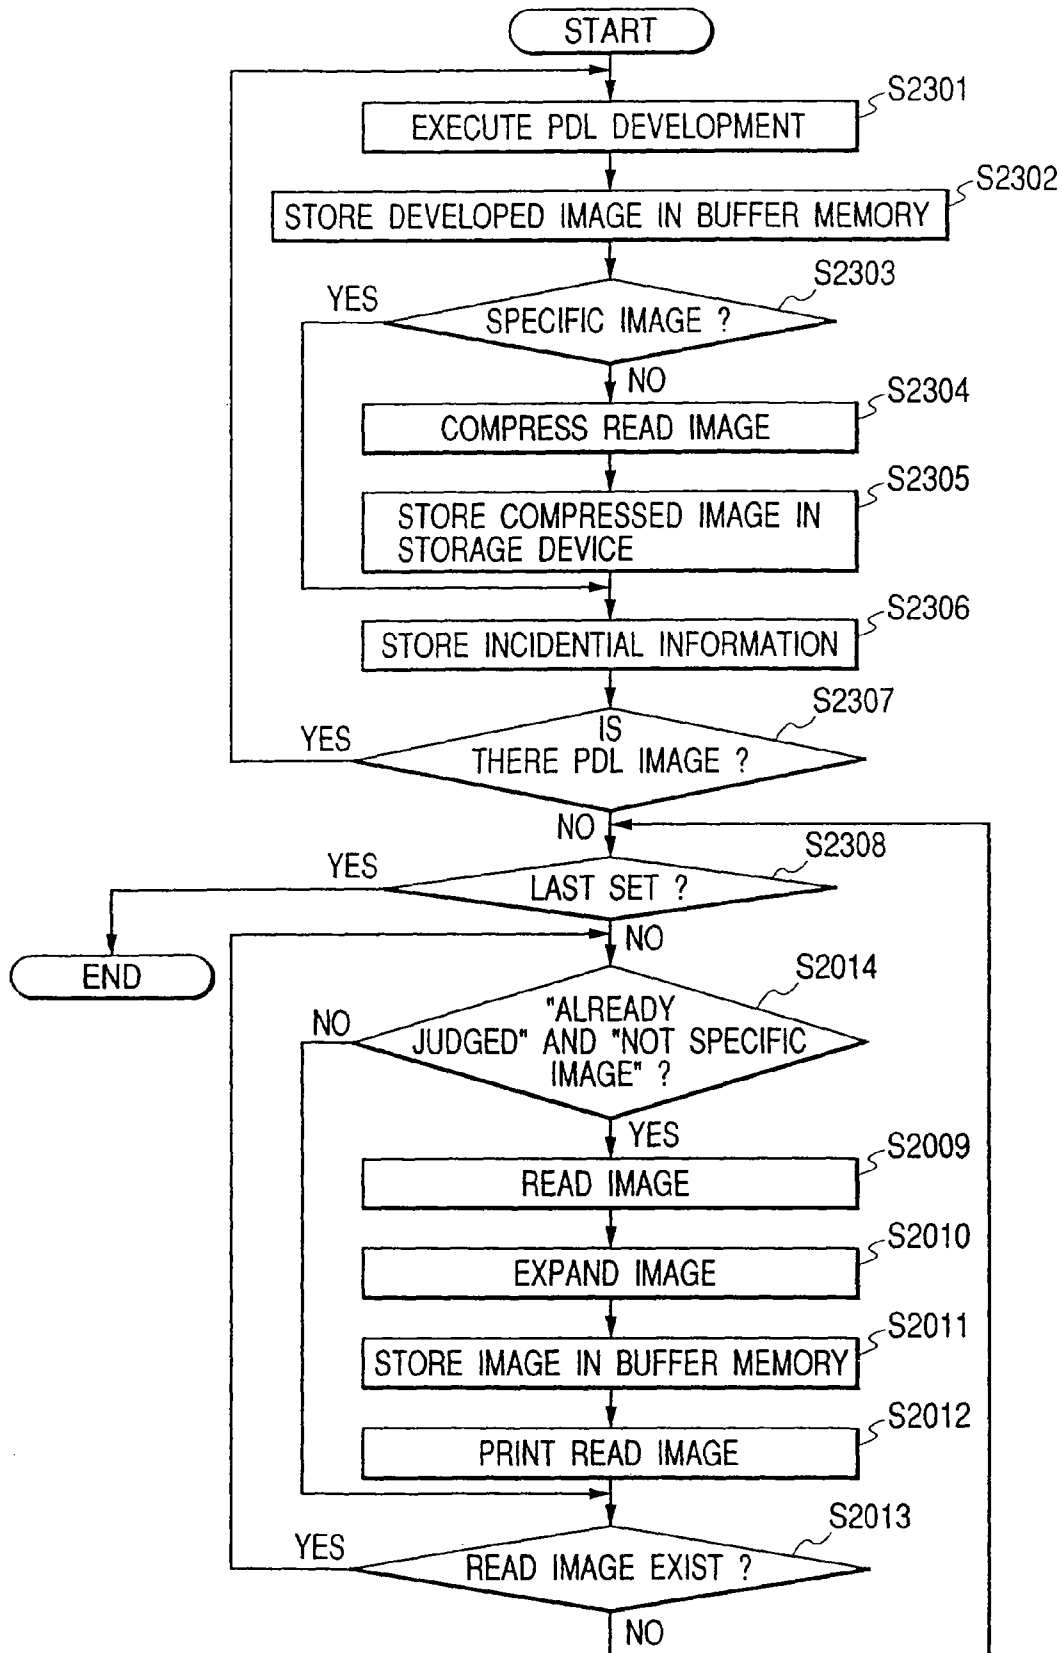 START
S2301
EXECUTE PDL DEVELOPMENT
S2302
STORE DEVELOPED IMAGE IN BUFFER MEMORY
S2303
YES
SPECIFIC IMAGE ?
NO
S2304
COMPRESS READ IMAGE
S2305
STORE COMPRESSED IMAGE IN
STORAGE DEVICE
S2306
STORE INCIDENTIAL INFORMATION
S2307
YES
IS
THERE PDL IMAGE ?
NO
S2308
YES
LAST SET ?
NO
END
S2014
"ALREADY
NO
JUDGED" AND "NOT SPECIFIC
IMAGE" ?
YES
S2009
READ IMAGE
S2010
EXPAND IMAGE
S2011
STORE IMAGE IN BUFFER MEMORY
S2012
PRINT READ IMAGE
S2013
YES
READ IMAGE EXIST ?
NO